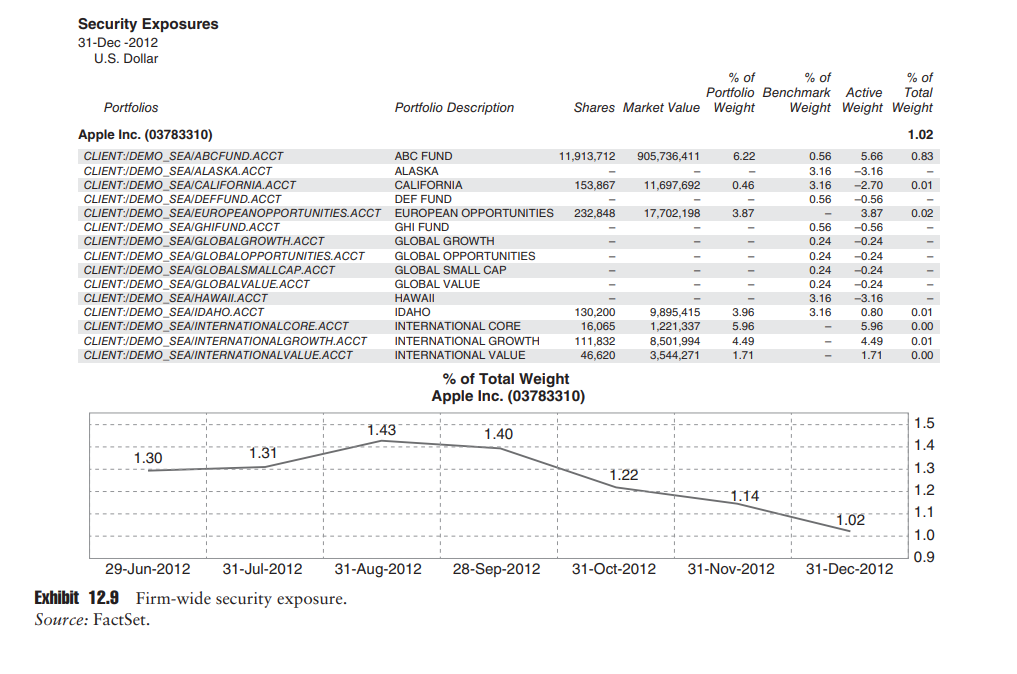 Security Exposures
31-Dec -2012
U.S. Dollar
% of % of % of
Portfolio Benchmark Active Total
Portfolios Portfolio Description Shares Market Value Weight Weight Weight Weight
Apple Inc. (03783310) 1.02
CLIENT:/DEMO_SEA/ABCFUND.ACCT ABC FUND 11,913,712 905,736,411 6.22 0.56 5.66 0.83
CLIENT:/DEMO_SEA/ALASKA.ACCT ALASKA – – – 3.16 –3.16 –
CLIENT:/DEMO_SEA/CALIFORNIA.ACCT CALIFORNIA 153,867 11,697,692 0.46 3.16 –2.70 0.01
CLIENT:/DEMO_SEA/DEFFUND.ACCT DEF FUND – – – 0.56 –0.56 –
CLIENT:/DEMO_SEA/EUROPEANOPPORTUNITIES.ACCT EUROPEAN OPPORTUNITIES 232,848 17,702,198 3.87 – 3.87 0.02
CLIENT:/DEMO_SEA/GHIFUND.ACCT GHI FUND – – – 0.56 –0.56 –
CLIENT:/DEMO_SEA/GLOBALGROWTH.ACCT GLOBAL GROWTH – – – 0.24 –0.24 –
CLIENT:/DEMO_SEA/GLOBALOPPORTUNITIES.ACCT GLOBAL OPPORTUNITIES – – – 0.24 –0.24 –
CLIENT:/DEMO_SEA/GLOBALSMALLCAP.ACCT GLOBAL SMALL CAP – – – 0.24 –0.24 –
CLIENT:/DEMO_SEA/GLOBALVALUE.ACCT GLOBAL VALUE – – – 0.24 –0.24 –
CLIENT:/DEMO_SEA/HAWAII.ACCT HAWAII – – – 3.16 –3.16 –
CLIENT:/DEMO_SEA/IDAHO.ACCT IDAHO 130,200 9,895,415 3.96 3.16 0.80 0.01
CLIENT:/DEMO_SEA/INTERNATIONALCORE.ACCT INTERNATIONAL CORE 16,065 1,221,337 5.96 – 5.96 0.00
CLIENT:/DEMO_SEA/INTERNATIONALGROWTH.ACCT INTERNATIONAL GROWTH 111,832 8,501,994 4.49 – 4.49 0.01
CLIENT:/DEMO_SEA/INTERNATIONALVALUE.ACCT INTERNATIONAL VALUE 46,620 3,544,271 1.71 – 1.71 0.00
% of Total Weight
Apple Inc. (03783310)
1.30 1.31 1.43 1.40 1.22 1.14 1.02
1.5
1.4
1.3
1.2
1.1
1.0
0.9
29-Jun-2012 31-Jul-2012 31-Aug-2012 28-Sep-2012 31-Oct-2012 31-Nov-2012 31-Dec-2012
Exhibit 12.9 Firm-wide security exposure.
Source: FactSet.